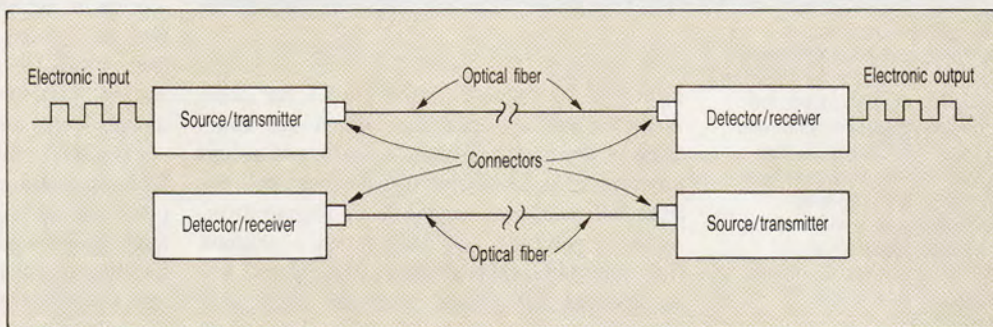 Optical fiber
Electronic input
Electronic output
Source/transmitter
Detector/receiver
Connectors
Detector/receiver
Source/transmitter
Optical fiber